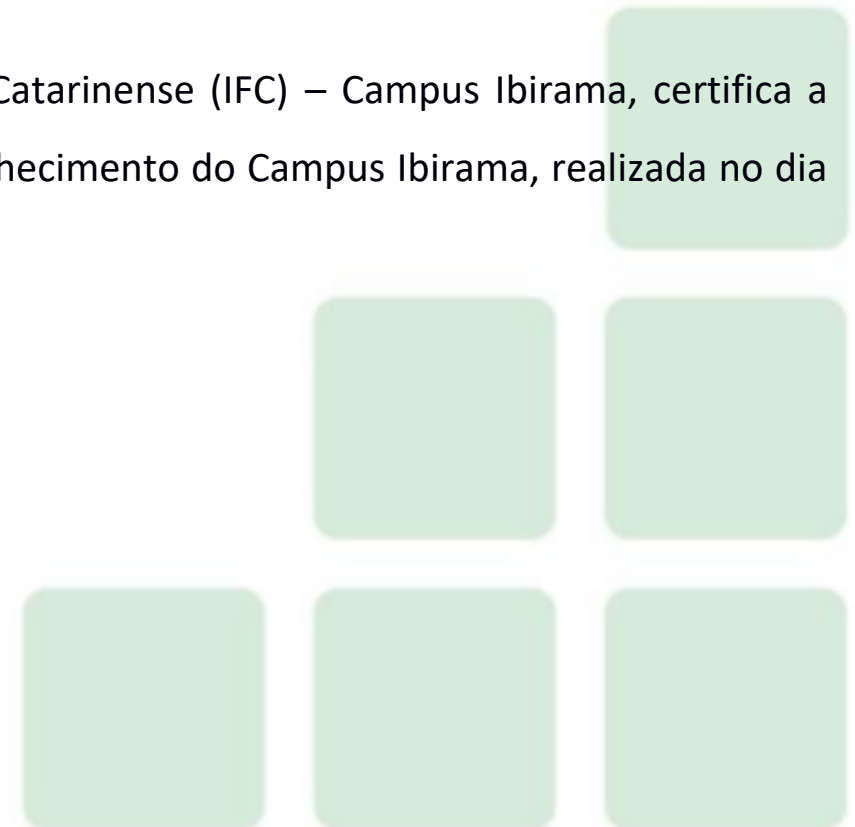 Catarinense (IFC) – Campus Ibirama, certifica a
hecimento do Campus Ibirama, realizada no dia